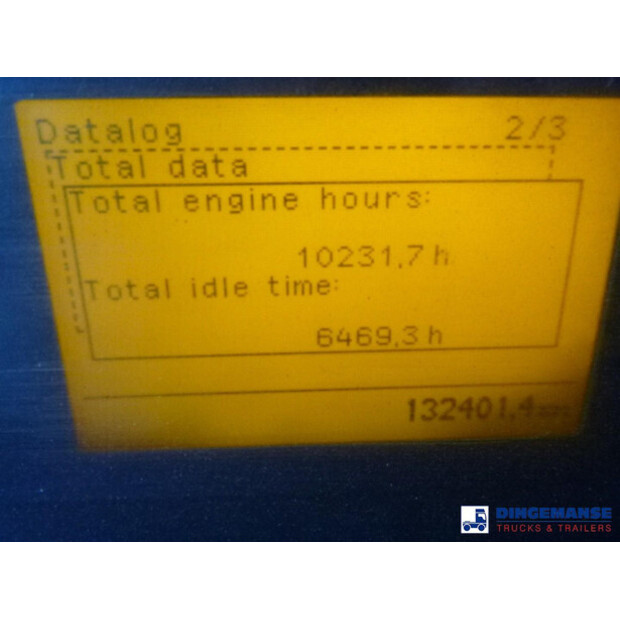 Datalog 2/3
Total data
Total engine hours:
10231,7 h
Total idle time:
6469,3 h
132401,4
DINGEMANSE
TRUCKS & TRAILERS